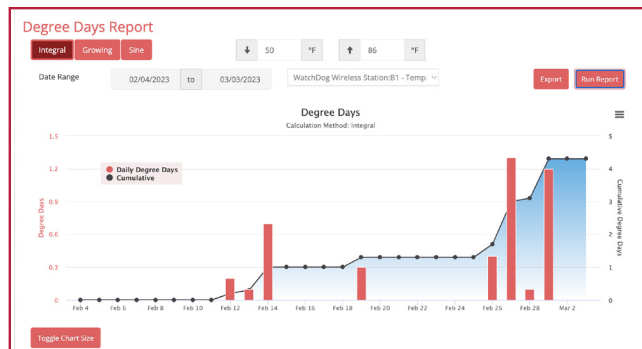 Degree Days Report
Integral Growing Sine 50 °F 86 °F
Date Range 02/04/2023 to 03/03/2023 WatchDog Wireless Station:B1 - Temp Export Run Report
Degree Days
Calculation Method: Integral
Daily Degree Days
Cumulative
Degree Days
1.5
1.2
0.9
0.6
0.3
0
Cumulative Degree Days
5
4
3
2
1
0
Feb 4 Feb 6 Feb 8 Feb 10 Feb 12 Feb 14 Feb 16 Feb 18 Feb 20 Feb 22 Feb 24 Feb 26 Feb 28 Mar 2
Toggle Chart Size